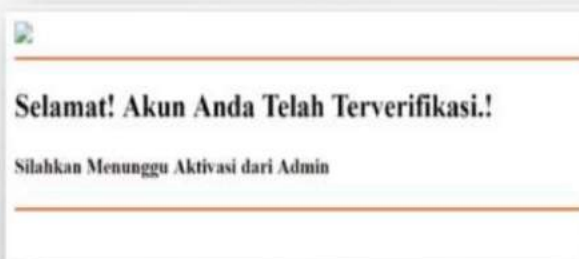 Selamat! Akun Anda Telah Terverifikasi.!
Silahkan Menunggu Aktivasi dari Admin